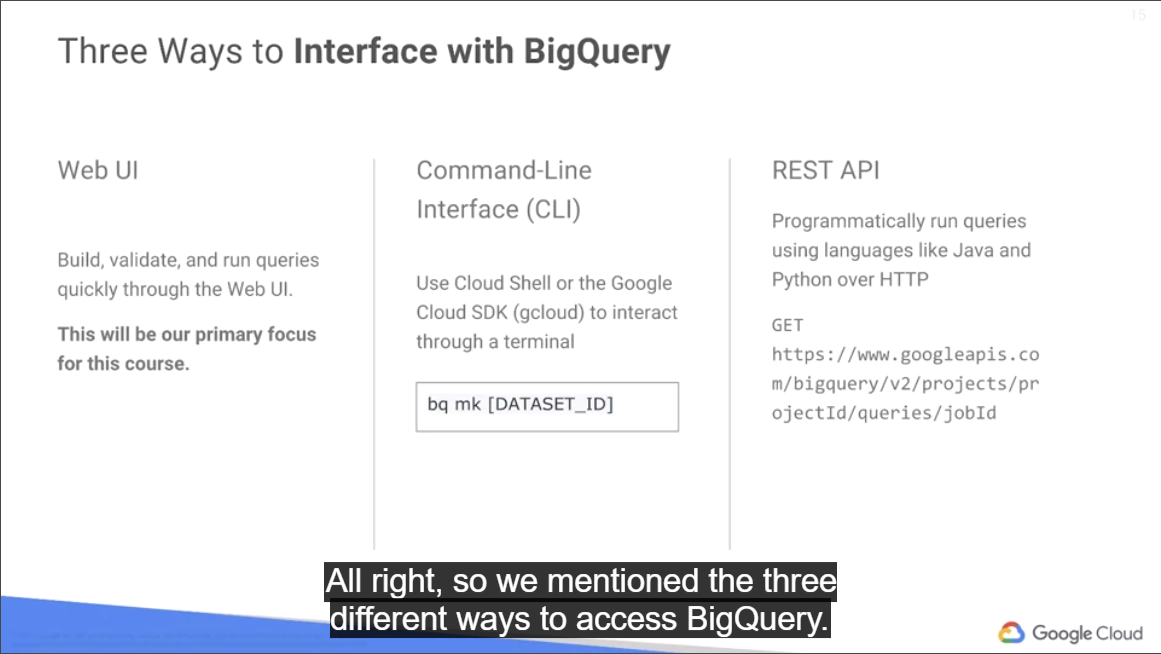 15
Three Ways to Interface with BigQuery
Web UI
Build, validate, and run queries
quickly through the Web UI.
This will be our primary focus
for this course.
Command-Line
Interface (CLI)
Use Cloud Shell or the Google
Cloud SDK (gcloud) to interact
through a terminal
bq mk [DATASET_ID]
REST API
Programmatically run queries
using languages like Java and
Python over HTTP
GET
https://www.googleapis.co
m/bigquery/v2/projects/pr
ojectId/queries/jobId
All right, so we mentioned the three
different ways to access BigQuery.
Google Cloud